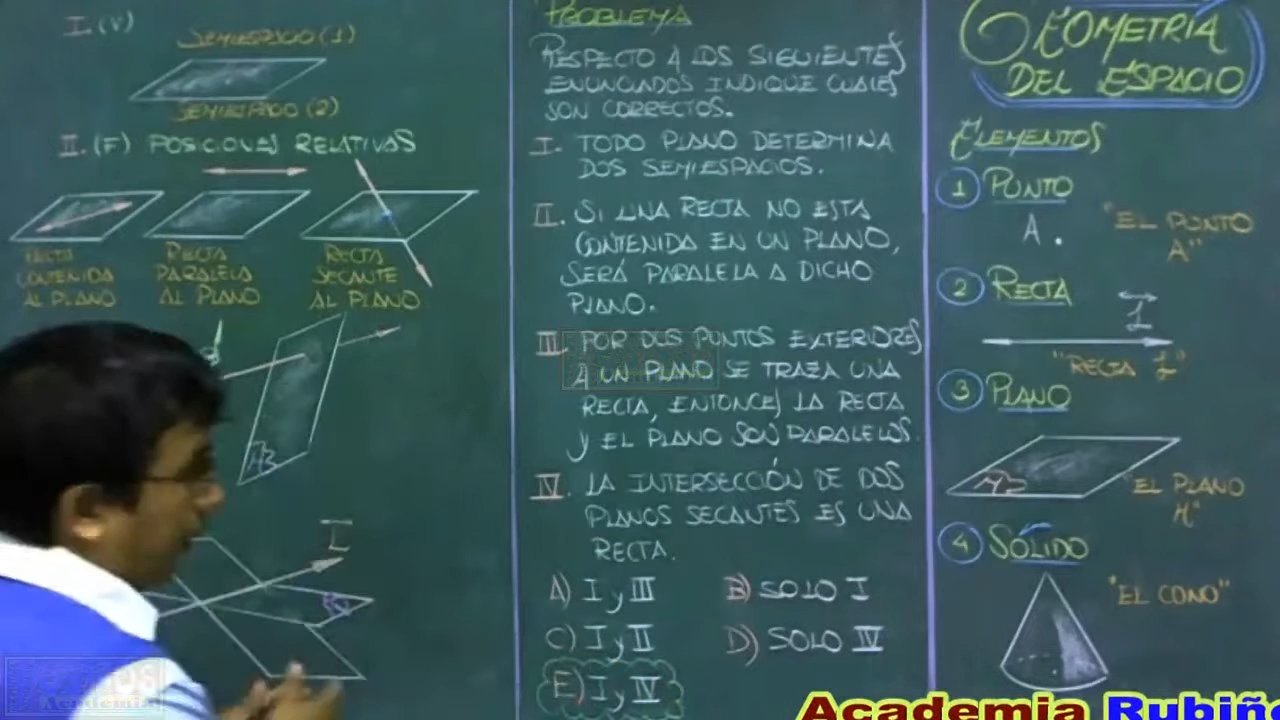 I. (V)
SEMIESPACIO (1)
SEMIESPACIO (2)
II. (F) POSICIONES RELATIVAS
RECTA
CONTENIDA
AL PLANO
RECTA
PARALELA
AL PLANO
RECTA
SECANTE
AL PLANO
PROBLEMA
RESPECTO A LOS SIGUIENTES
ENUNCIADOS INDIQUE CUALES
SON CORRECTOS.
I. TODO PLANO DETERMINA
DOS SEMIESPACIOS.
II. SI UNA RECTA NO ESTA
CONTENIDA EN UN PLANO,
SERÁ PARALELA A DICHO
PLANO.
III. POR DOS PUNTOS EXTERIORES
A UN PLANO SE TRAZA UNA
RECTA, ENTONCES LA RECTA
Y EL PLANO SON PARALELOS.
IV. LA INTERSECCIÓN DE DOS
PLANOS SECANTES ES UNA
RECTA.
A) I y III
B) SOLO I
C) I y II
D) SOLO IV
E) I y IV
GEOMETRIA
DEL ESPACIO
ELEMENTOS
1 PUNTO
A .
"EL PUNTO
A"
2 RECTA
L
"RECTA L"
3 PLANO
EL PLANO
H"
4 SÓLIDO
"EL CONO"
Academia Rubiñ